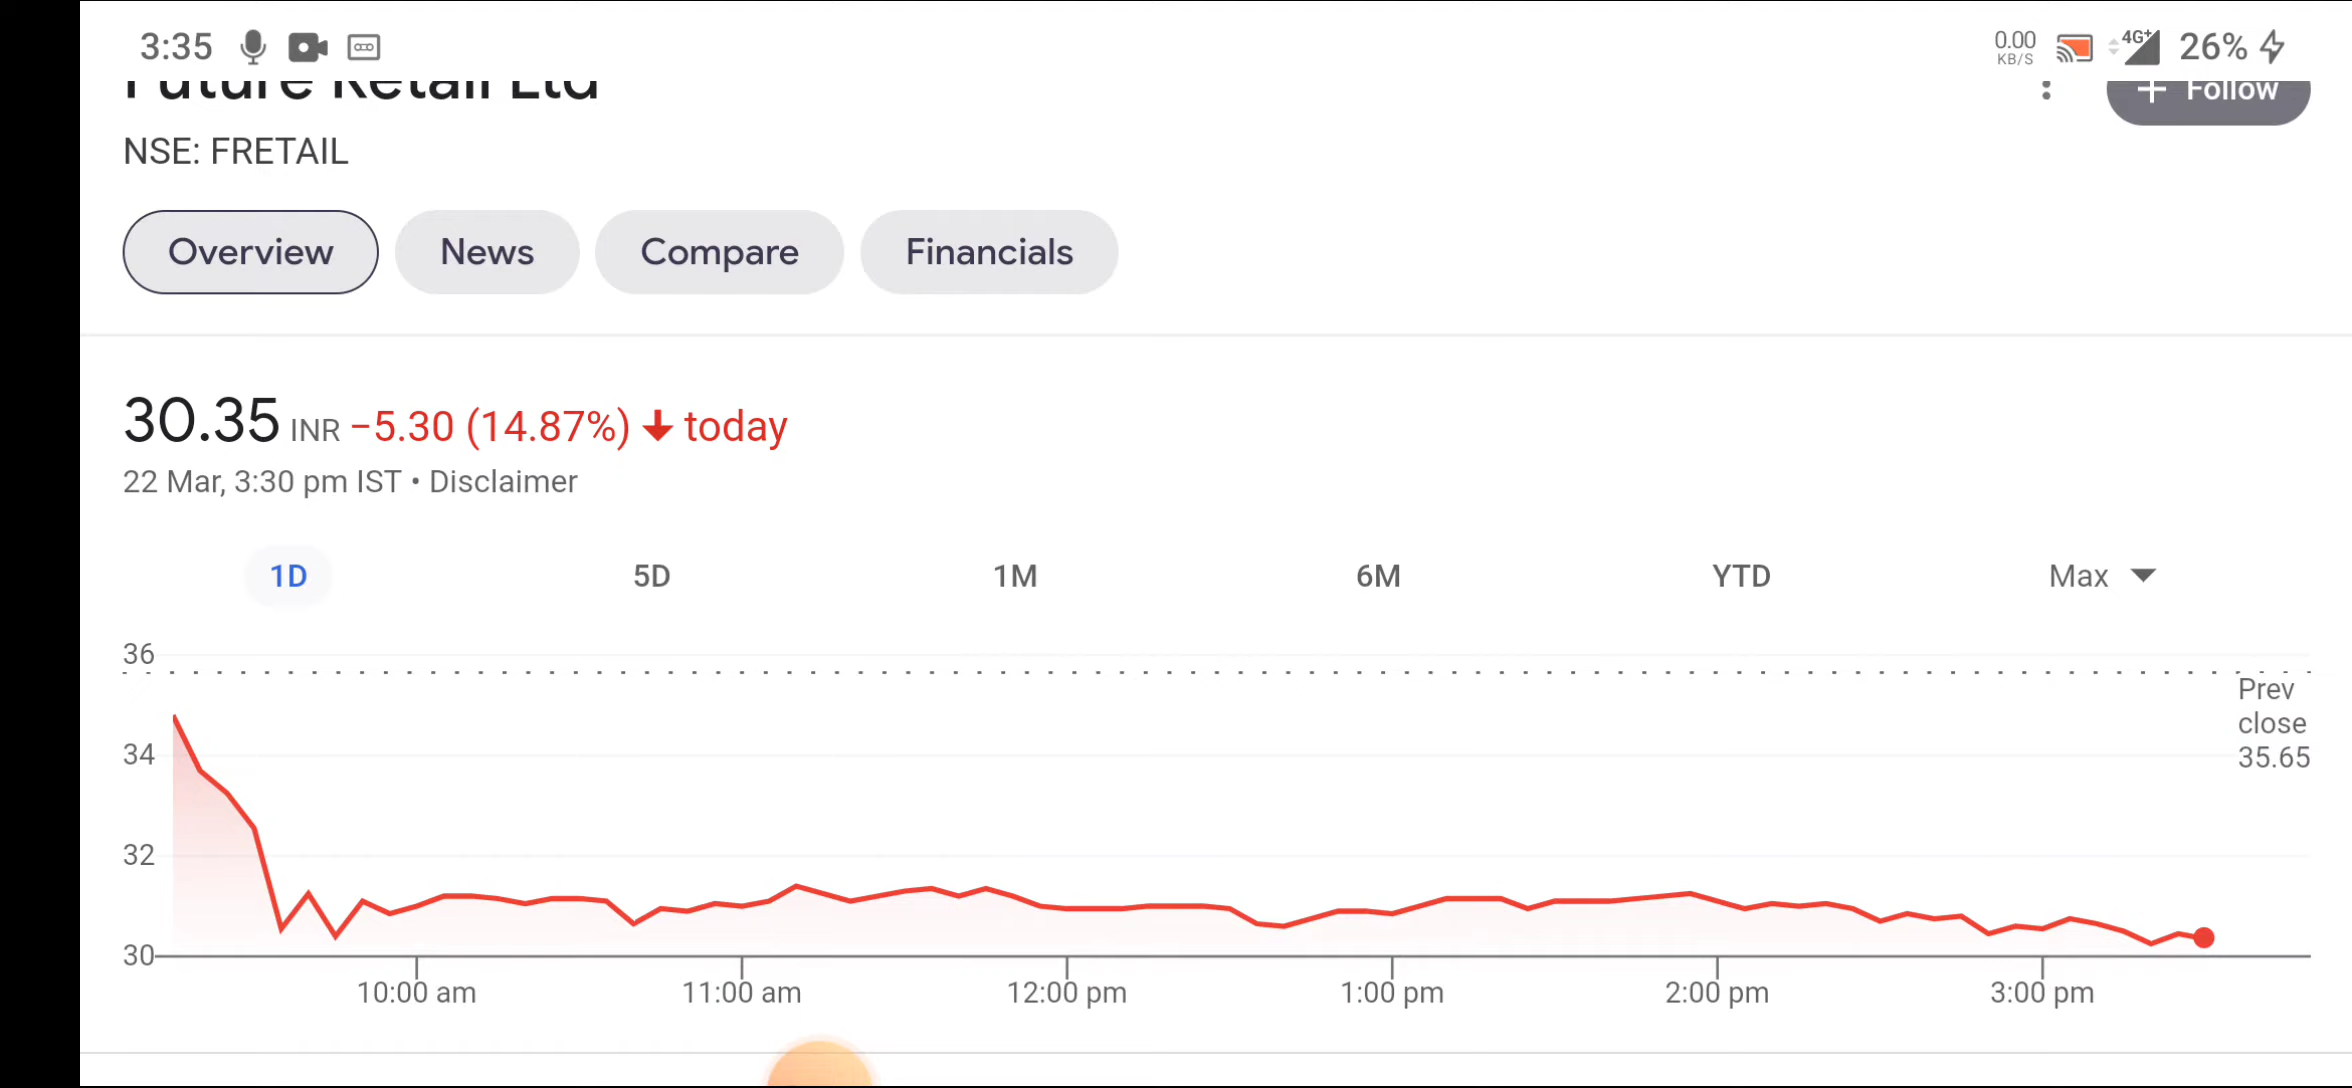 3:35 0.00 KB/S 4G+ 26%
Future Retail Ltd + Follow
NSE: FRETAIL
Overview News Compare Financials
30.35 INR −5.30 (14.87%) today
22 Mar, 3:30 pm IST • Disclaimer
1D 5D 1M 6M YTD Max
36
Prev
close
35.65
34
32
30
10:00 am 11:00 am 12:00 pm 1:00 pm 2:00 pm 3:00 pm